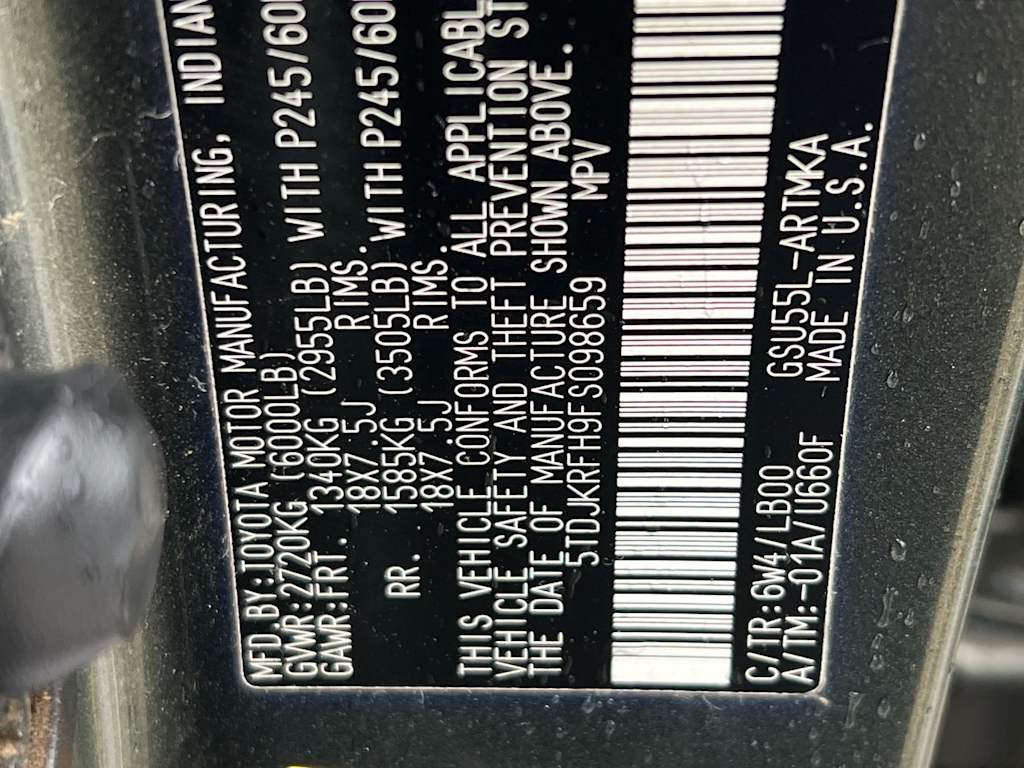 MFD.BY:TOYOTA MOTOR MANUFACTURING, INDIAN
GVWR:2720KG (6000LB)
GAWR:FRT. 1340KG (2955LB) WITH P245/60
18X7.5J RIMS.
RR. 1585KG (3505LB) WITH P245/60
18X7.5J RIMS.
THIS VEHICLE CONFORMS TO ALL APPLICABL
VEHICLE SAFETY AND THEFT PREVENTION ST
THE DATE OF MANUFACTURE SHOWN ABOVE.
5TDJKRFH9FS098659 MPV
C/TR:6W4/LB00 GSU55L-ARTMKA
A/TM:-01A/U660F MADE IN U.S.A.